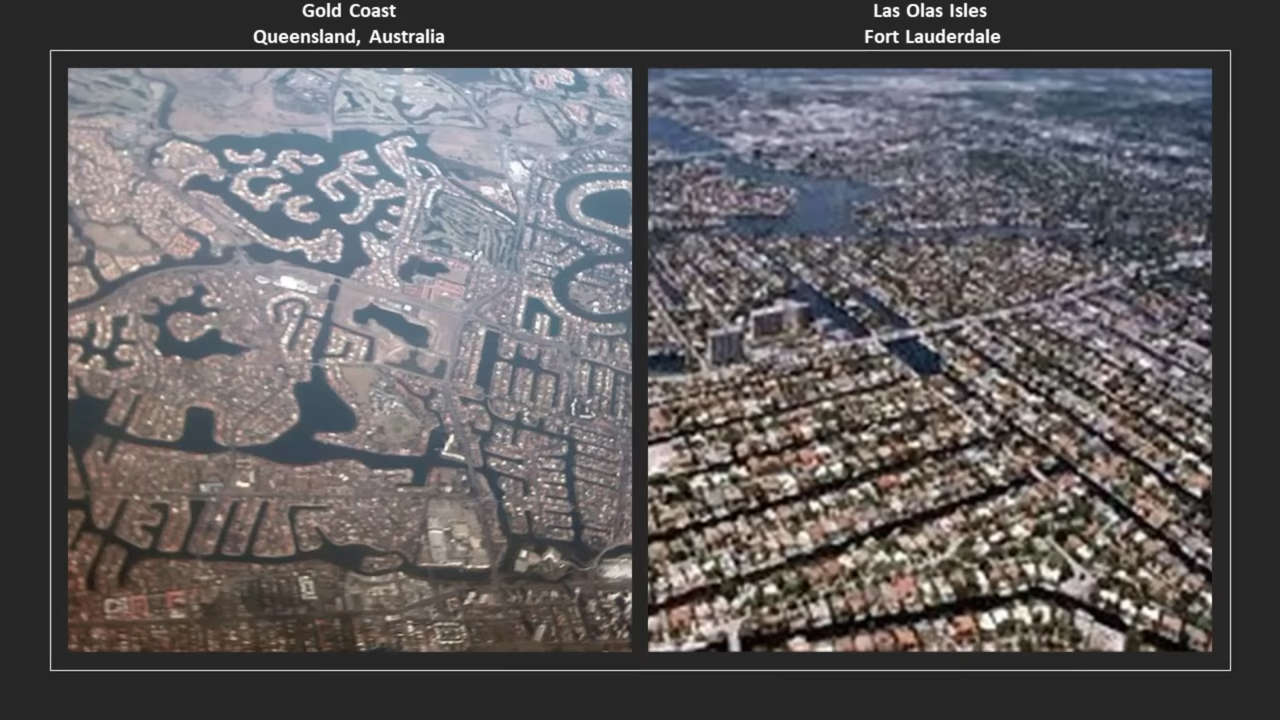 Gold Coast
Queensland, Australia
Las Olas Isles
Fort Lauderdale